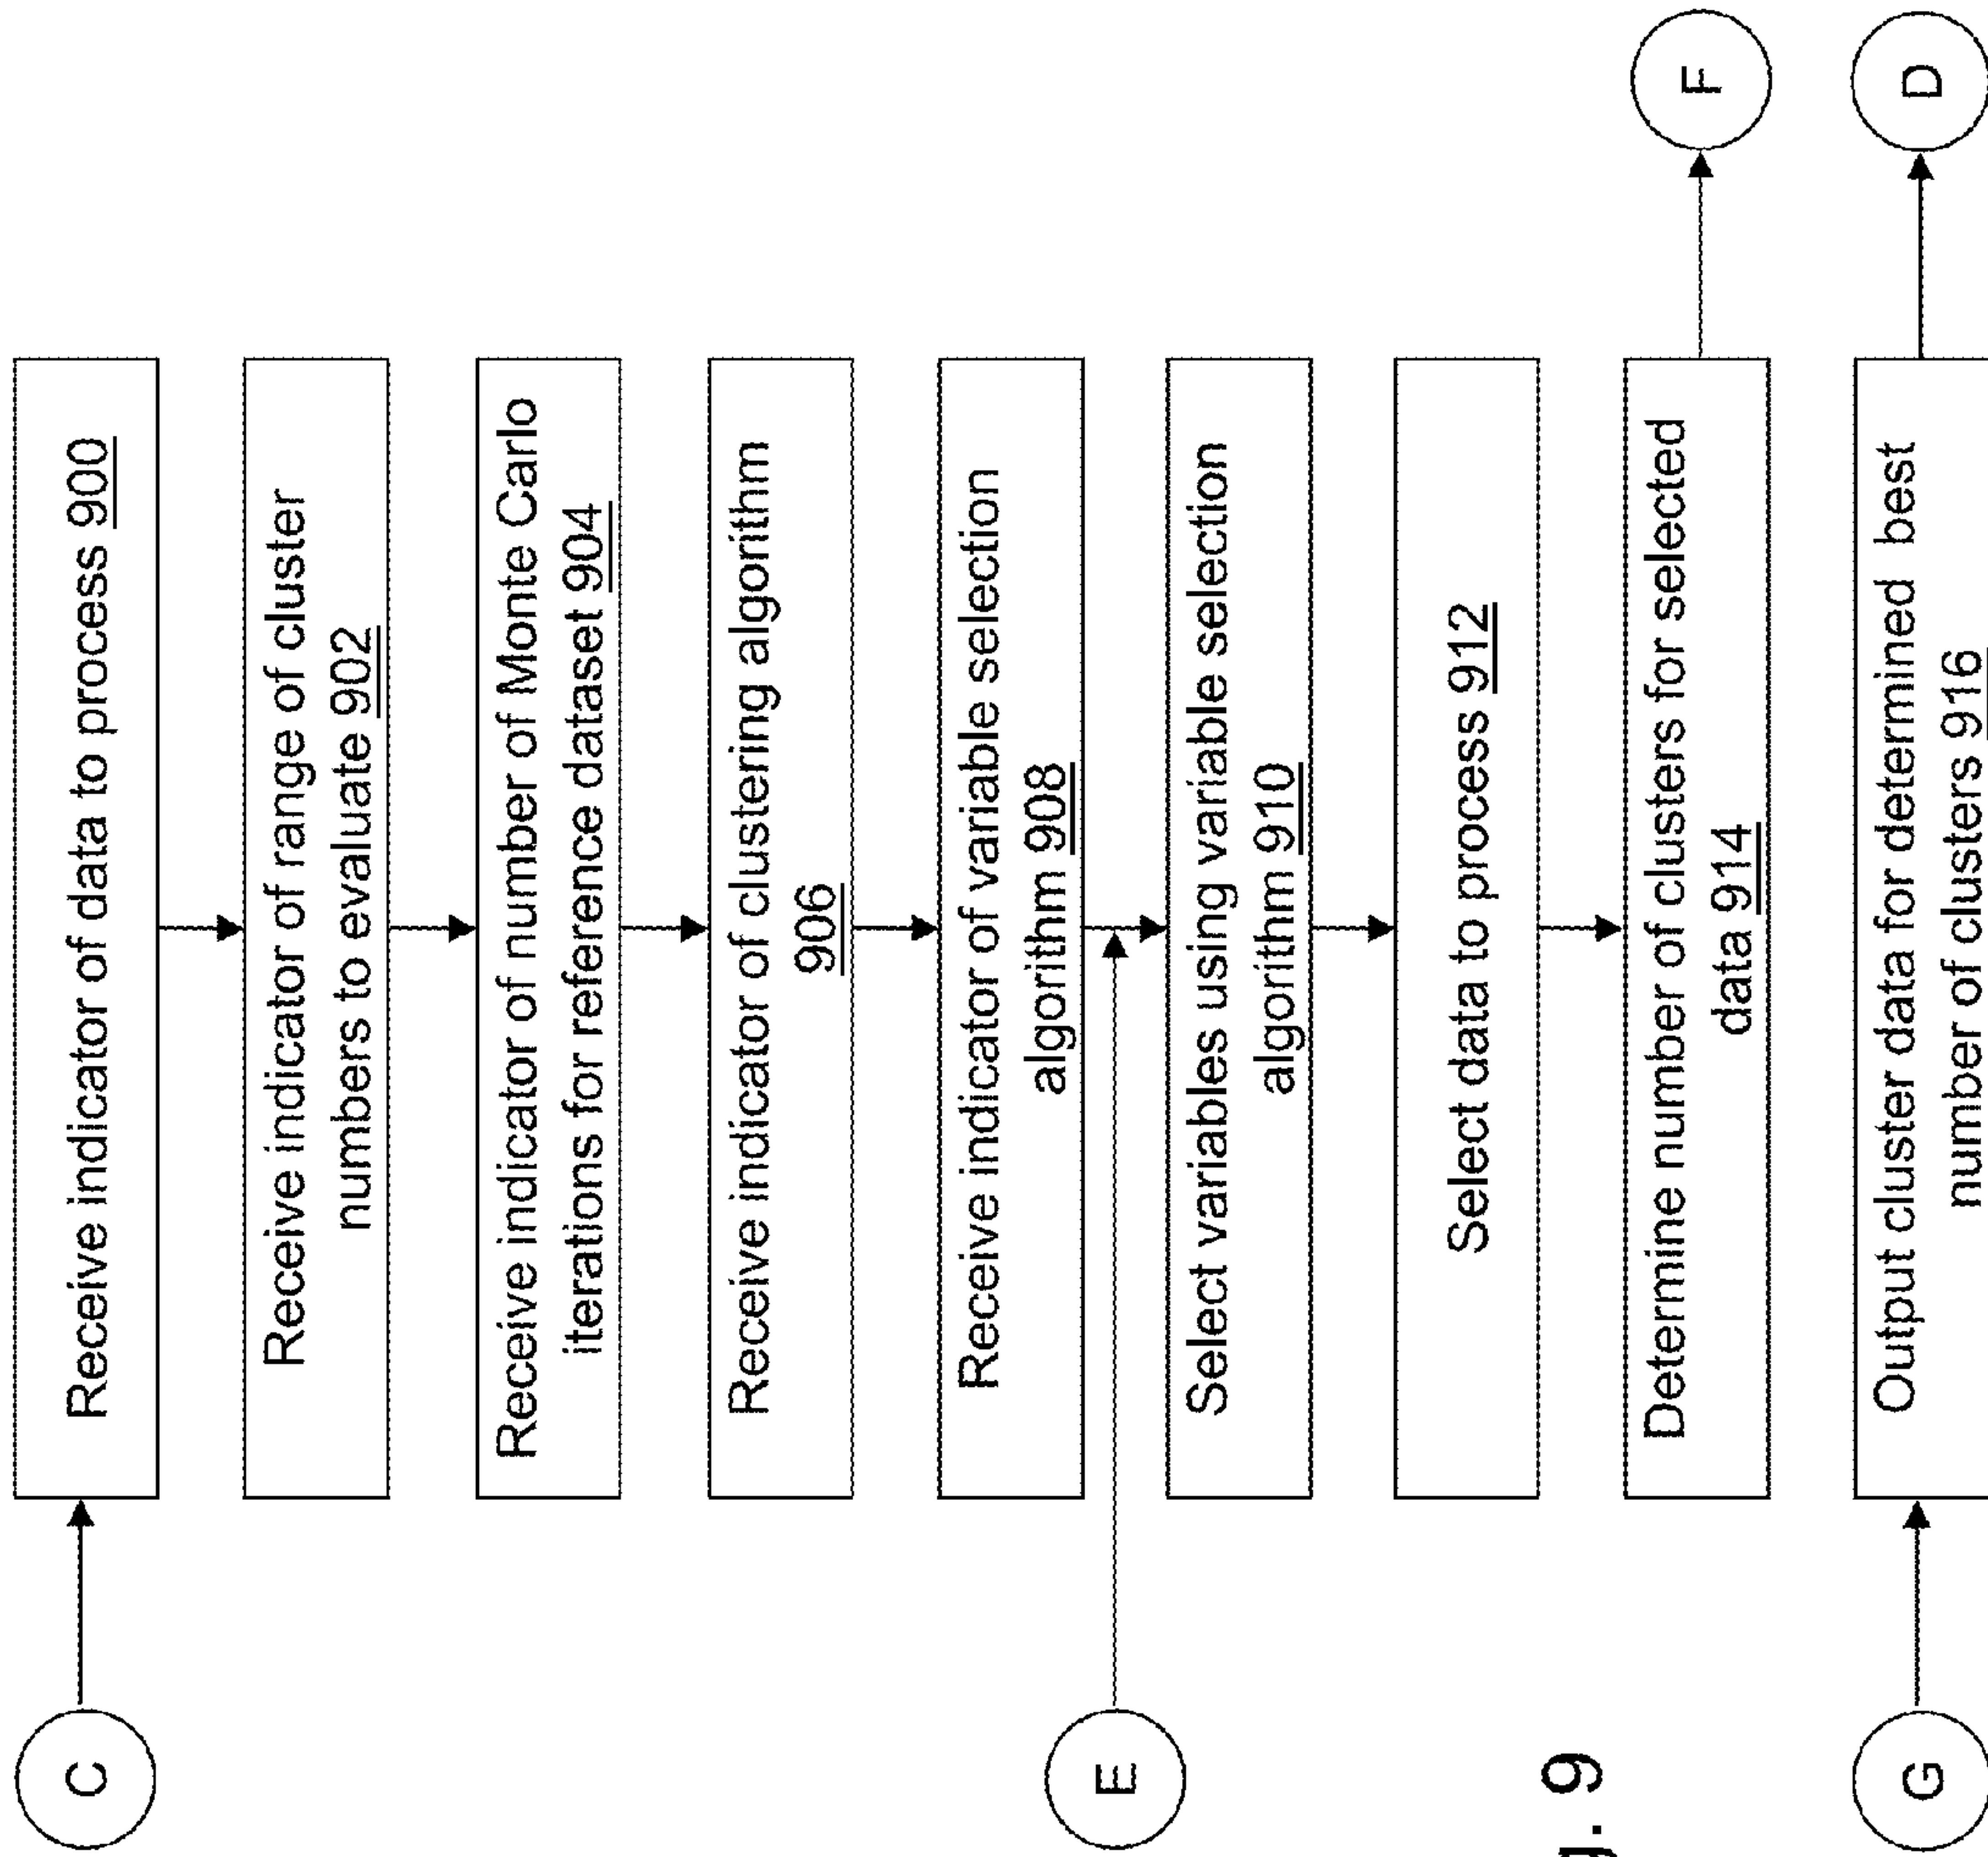 C
Receive indicator of data to process 900
Receive indicator of range of cluster
numbers to evaluate 902
Receive indicator of number of Monte Carlo
iterations for reference dataset 904
Receive indicator of clustering algorithm
906
Receive indicator of variable selection
algorithm 908
E
Select variables using variable selection
algorithm 910
Select data to process 912
Determine number of clusters for selected
data 914
F
G
Output cluster data for determined best
number of clusters 916
D
g. 9